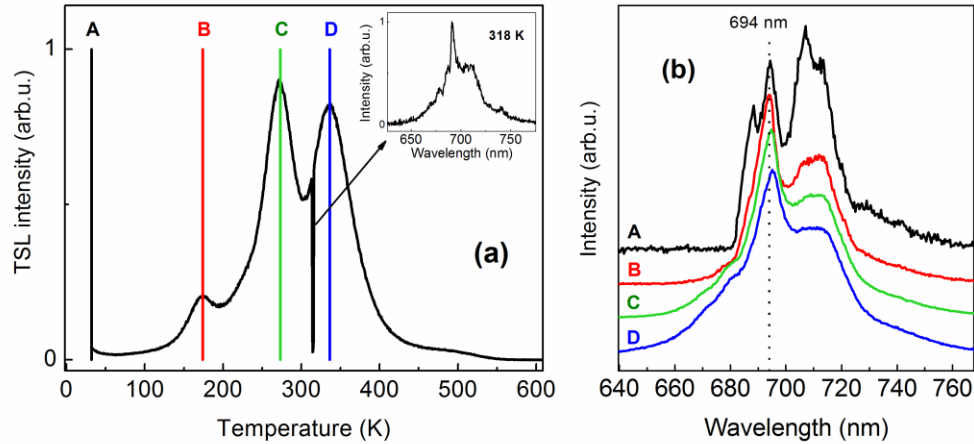 A
B
C
D
1
318 K
Intensity (arb.u.)
1
0
650
700
750
Wavelength (nm)
TSL intensity (arb.u.)
(a)
0
0
100
200
300
400
500
600
Temperature (K)
694 nm
(b)
Intensity (arb.u.)
A
B
C
D
640
660
680
700
720
740
760
Wavelength (nm)